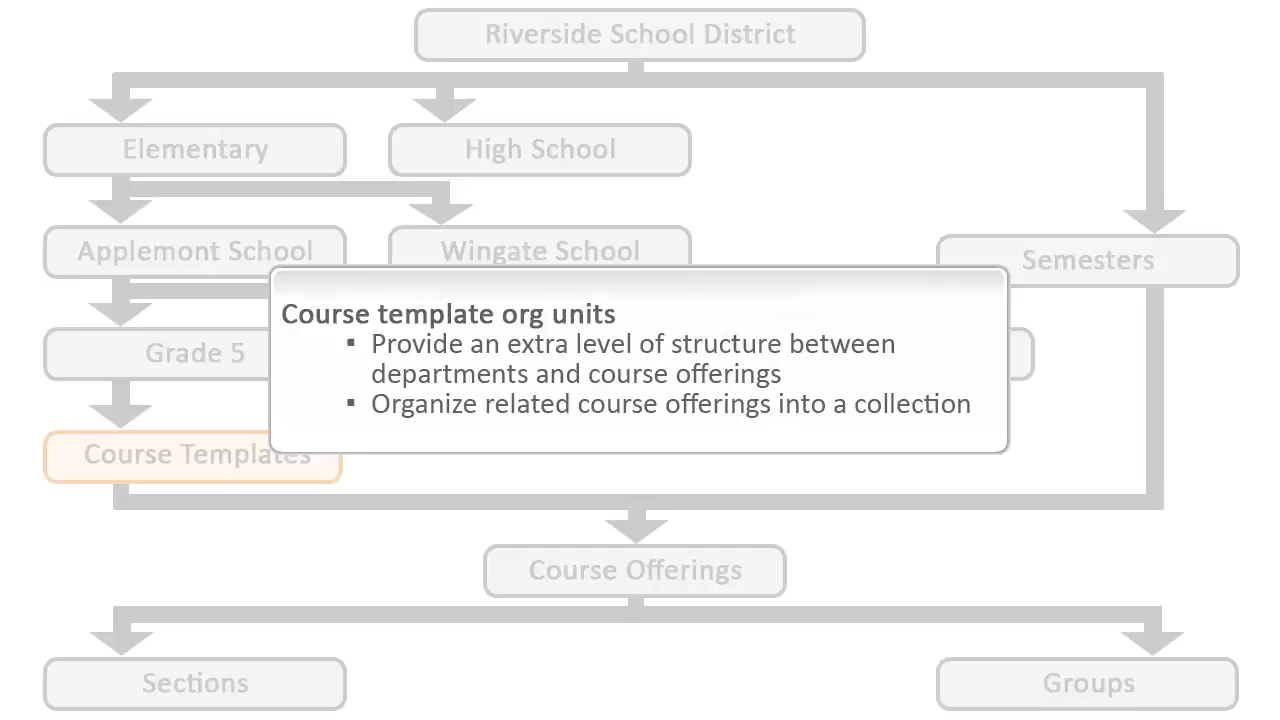 Riverside School District
Elementary
High School
Applemont School
Wingate School
Semesters
Course template org units
▪ Provide an extra level of structure between
departments and course offerings
▪ Organize related course offerings into a collection
Grade 5
Course Templates
Course Offerings
Sections
Groups